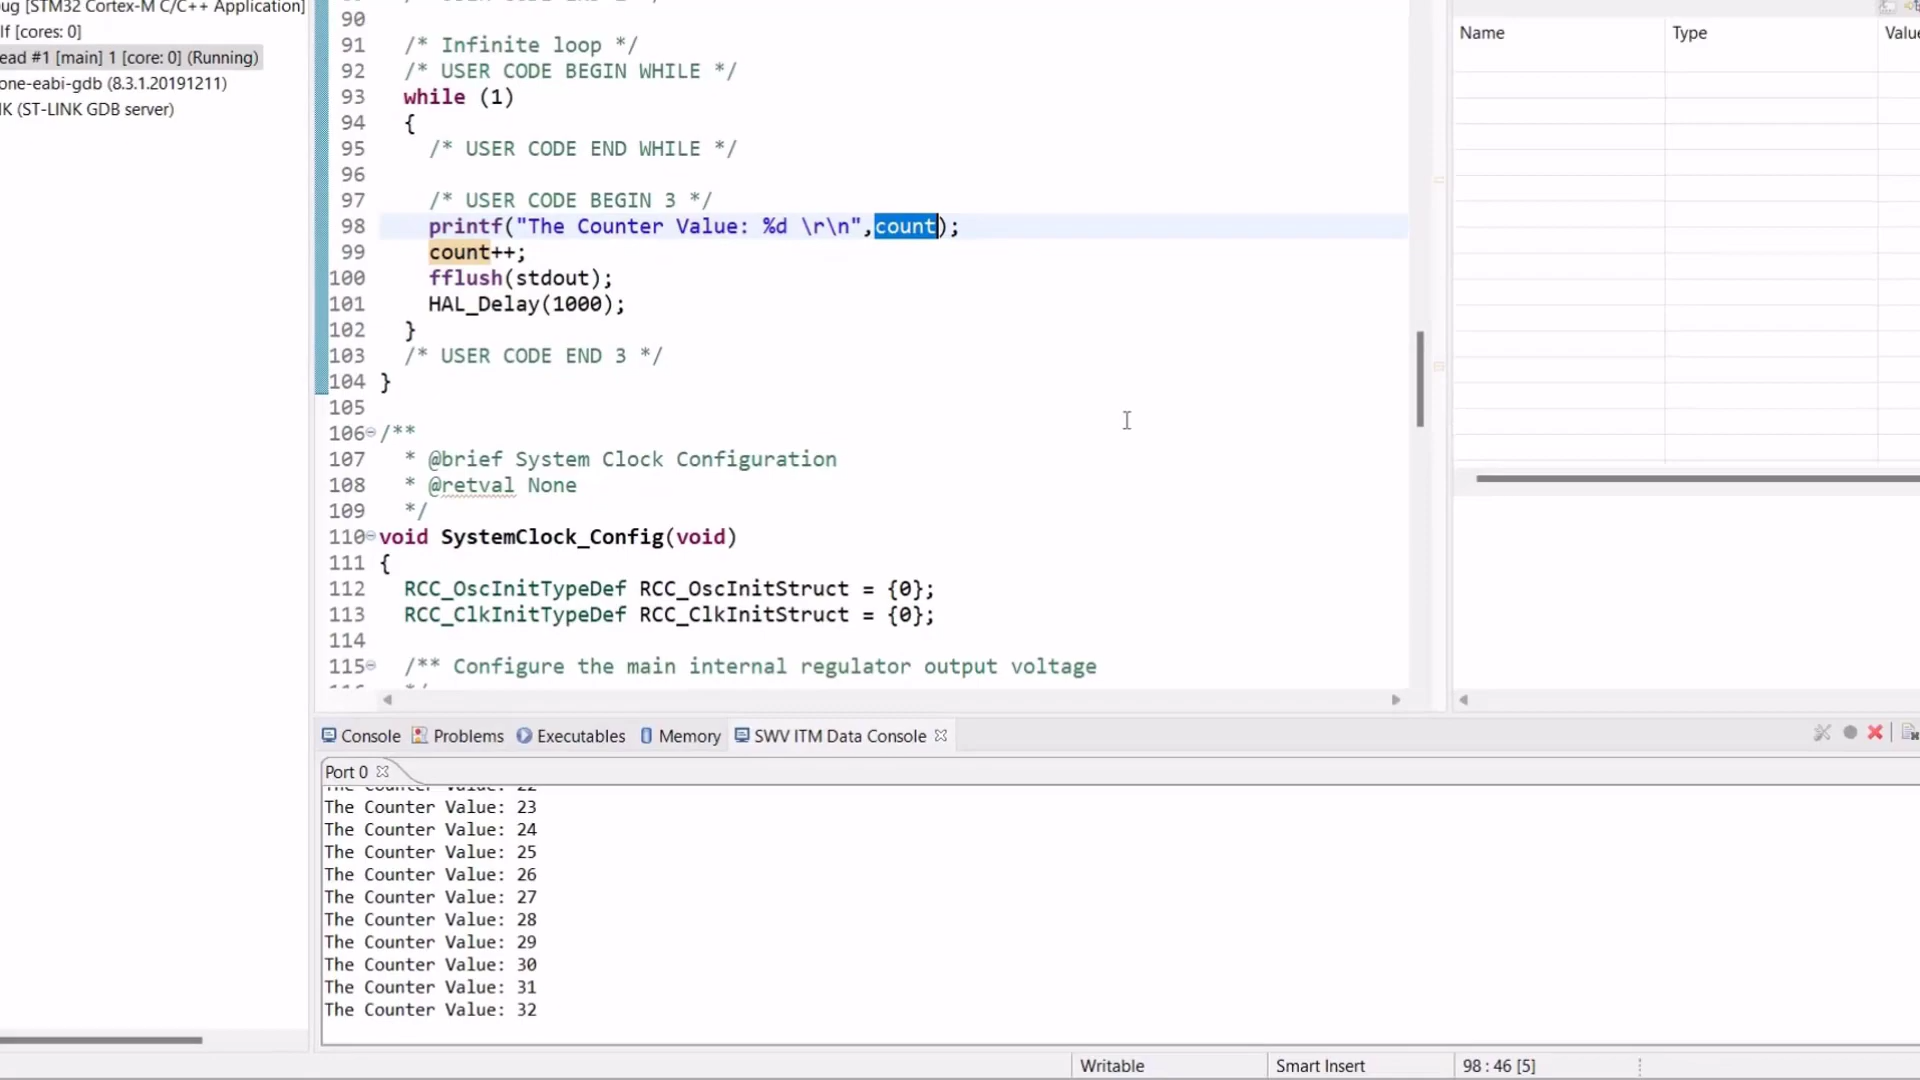 ug [STM32 Cortex-M C/C++ Application]
lf [cores: 0]
ead #1 [main] 1 [core: 0] (Running)
one-eabi-gdb (8.3.1.20191211)
IK (ST-LINK GDB server)
90
91 /* Infinite loop */
92 /* USER CODE BEGIN WHILE */
93 while (1)
94 {
95 /* USER CODE END WHILE */
96
97 /* USER CODE BEGIN 3 */
98 printf("The Counter Value: %d \r\n",count);
99 count++;
100 fflush(stdout);
101 HAL_Delay(1000);
102 }
103 /* USER CODE END 3 */
104 }
105
106 /**
107 * @brief System Clock Configuration
108 * @retval None
109 */
110 void SystemClock_Config(void)
111 {
112 RCC_OscInitTypeDef RCC_OscInitStruct = {0};
113 RCC_ClkInitTypeDef RCC_ClkInitStruct = {0};
114
115 /** Configure the main internal regulator output voltage
Name Type Value
Console Problems Executables Memory SWV ITM Data Console
Port 0
The Counter Value: 22
The Counter Value: 23
The Counter Value: 24
The Counter Value: 25
The Counter Value: 26
The Counter Value: 27
The Counter Value: 28
The Counter Value: 29
The Counter Value: 30
The Counter Value: 31
The Counter Value: 32
Writable Smart Insert 98 : 46 [5]